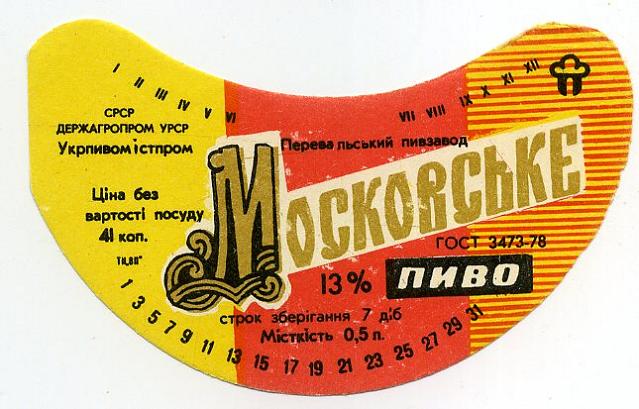 I II III IV V VI VII VIII IX X XI XII
СРСР
ДЕРЖАГРОПРОМ УРСР
Укрпивомістпром
Перевальський пивзавод
МОСКОВСЬКЕ
Ціна без
вартості посуду
41 коп.
ГОСТ 3473-78
13% ПИВО
строк зберігання 7 діб
Місткість 0,5 л.
1 3 5 7 9 11 13 15 17 19 21 23 25 27 29 31